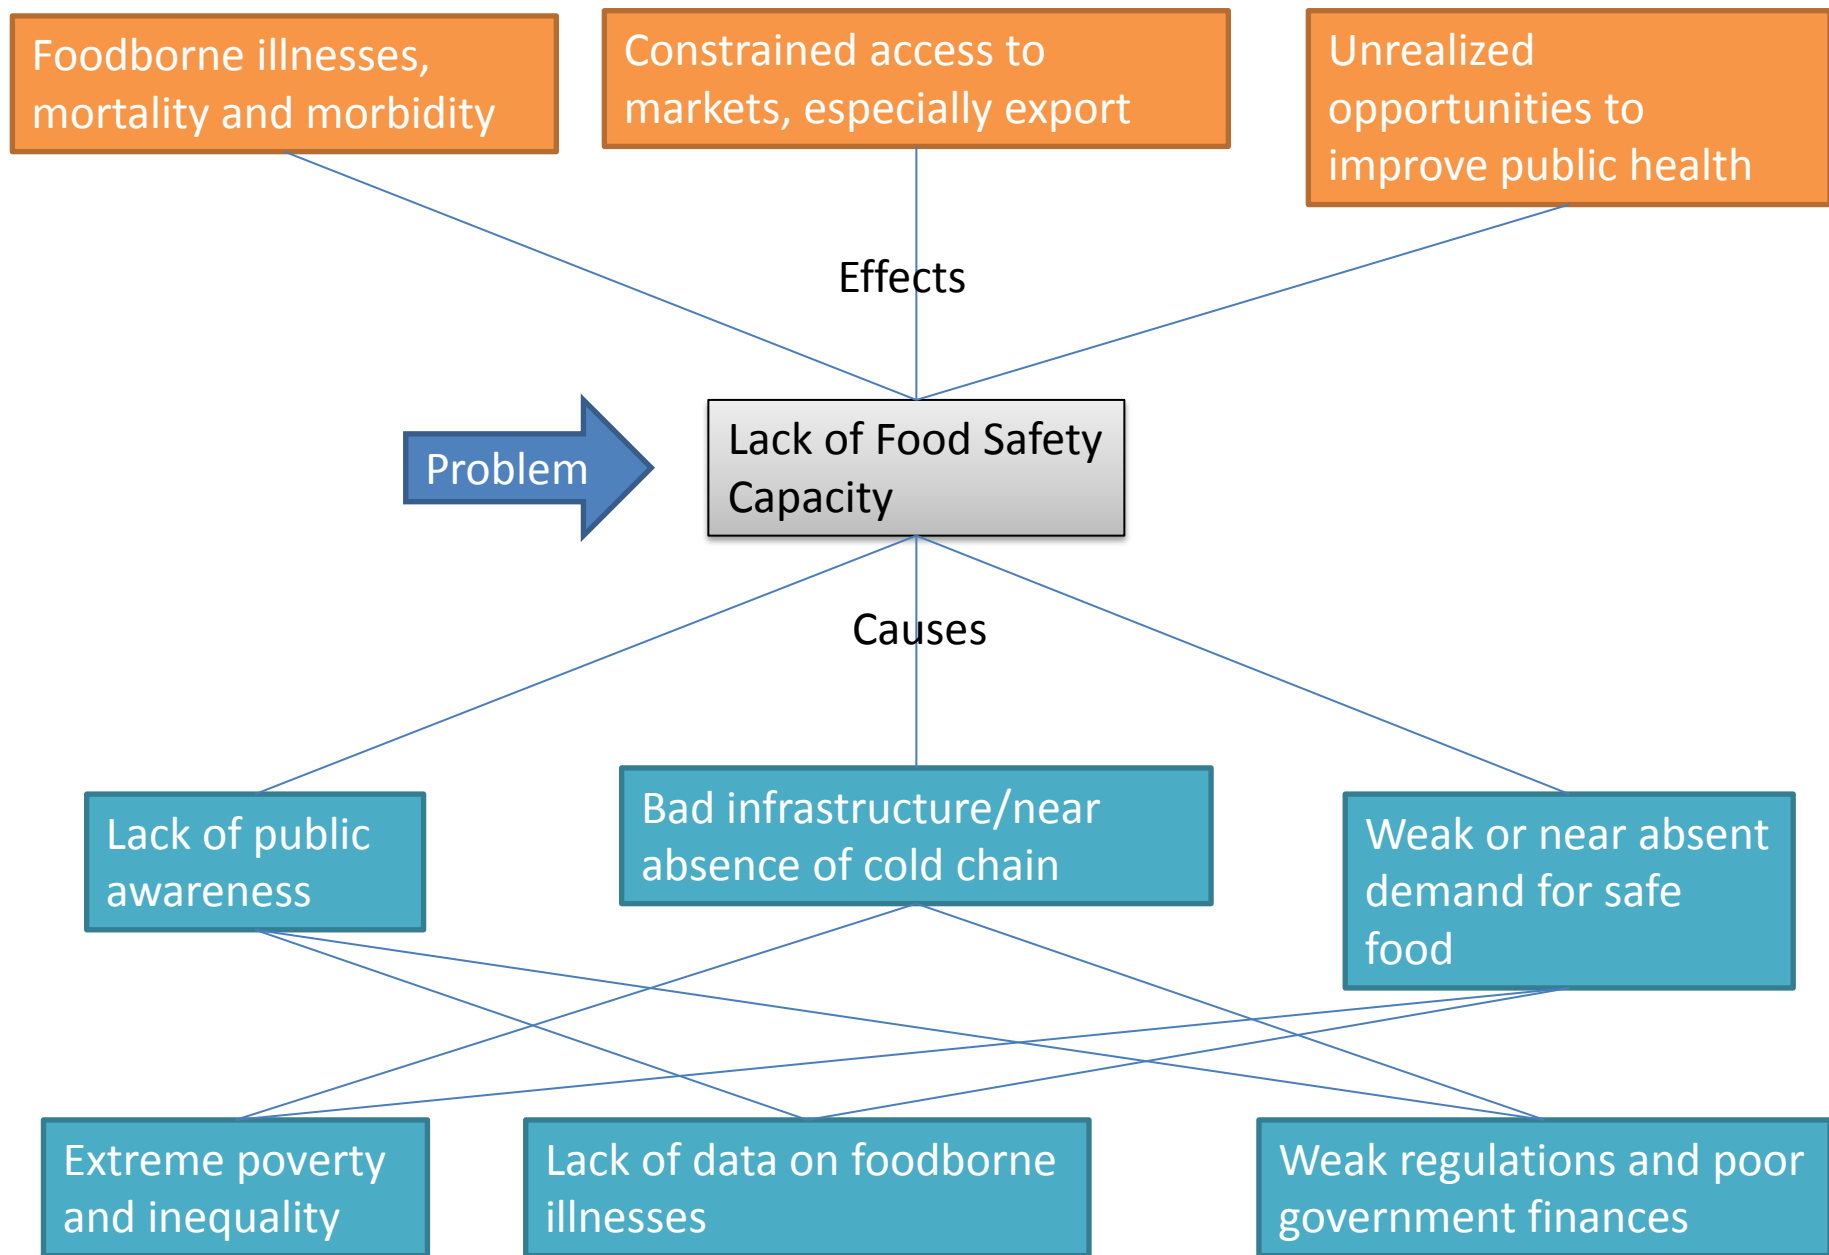 Foodborne illnesses,
mortality and morbidity
Constrained access to
markets, especially export
Unrealized
opportunities to
improve public health
Effects
Problem
Lack of Food Safety
Capacity
Causes
Lack of public
awareness
Bad infrastructure/near
absence of cold chain
Weak or near absent
demand for safe
food
Extreme poverty
and inequality
Lack of data on foodborne
illnesses
Weak regulations and poor
government finances